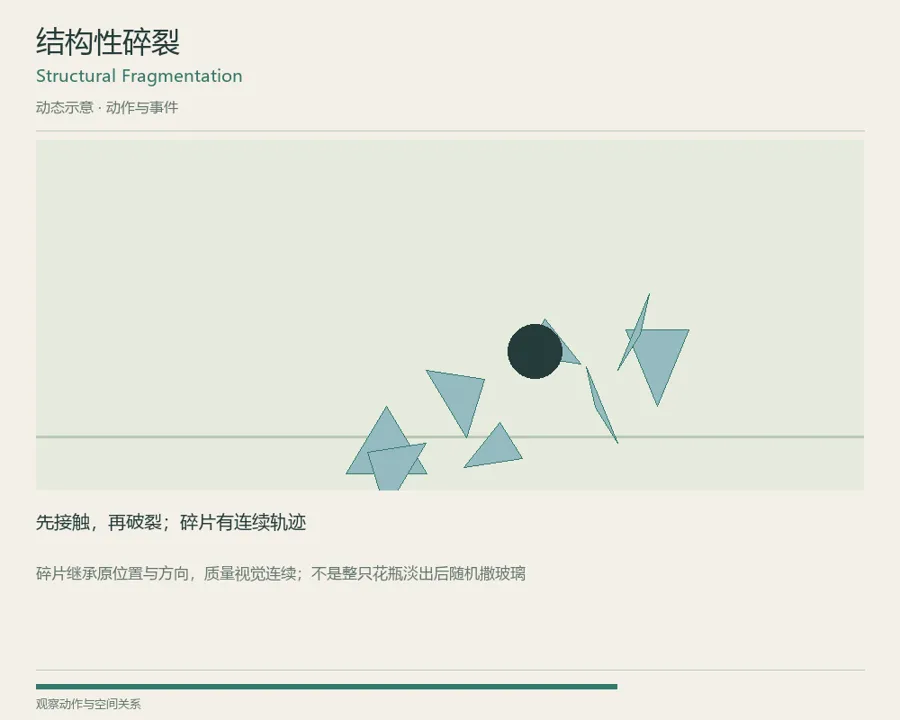 结构性碎裂
Structural Fragmentation
动态示意 · 动作与事件
先接触，再破裂；碎片有连续轨迹
碎片继承原位置与方向，质量视觉连续；不是整只花瓶淡出后随机撒玻璃
观察动作与空间关系